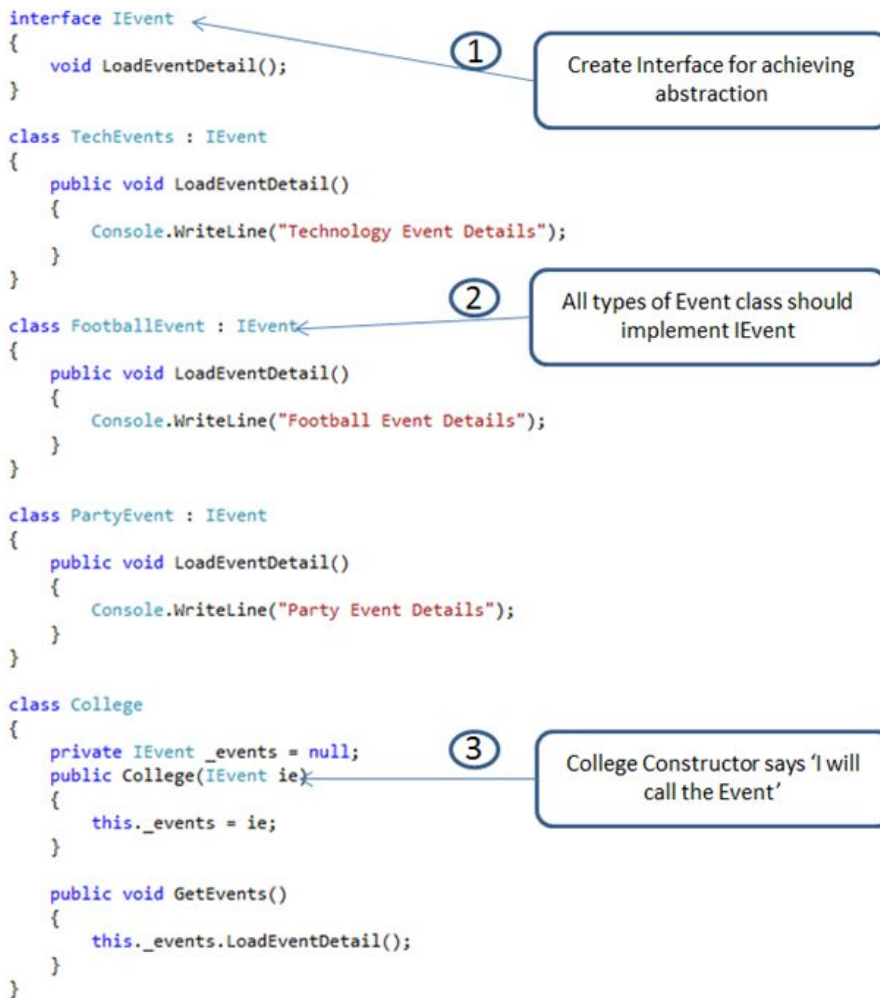 interface IEvent
{
    void LoadEventDetail();
}
1
Create Interface for achieving
abstraction
class TechEvents : IEvent
{
    public void LoadEventDetail()
    {
        Console.WriteLine("Technology Event Details");
    }
}
2
All types of Event class should
implement IEvent
class FootballEvent : IEvent
{
    public void LoadEventDetail()
    {
        Console.WriteLine("Football Event Details");
    }
}
class PartyEvent : IEvent
{
    public void LoadEventDetail()
    {
        Console.WriteLine("Party Event Details");
    }
}
class College
{
    private IEvent _events = null;
    public College(IEvent ie)
    {
        this._events = ie;
    }
3
College Constructor says ‘I will
call the Event’
    public void GetEvents()
    {
        this._events.LoadEventDetail();
    }
}